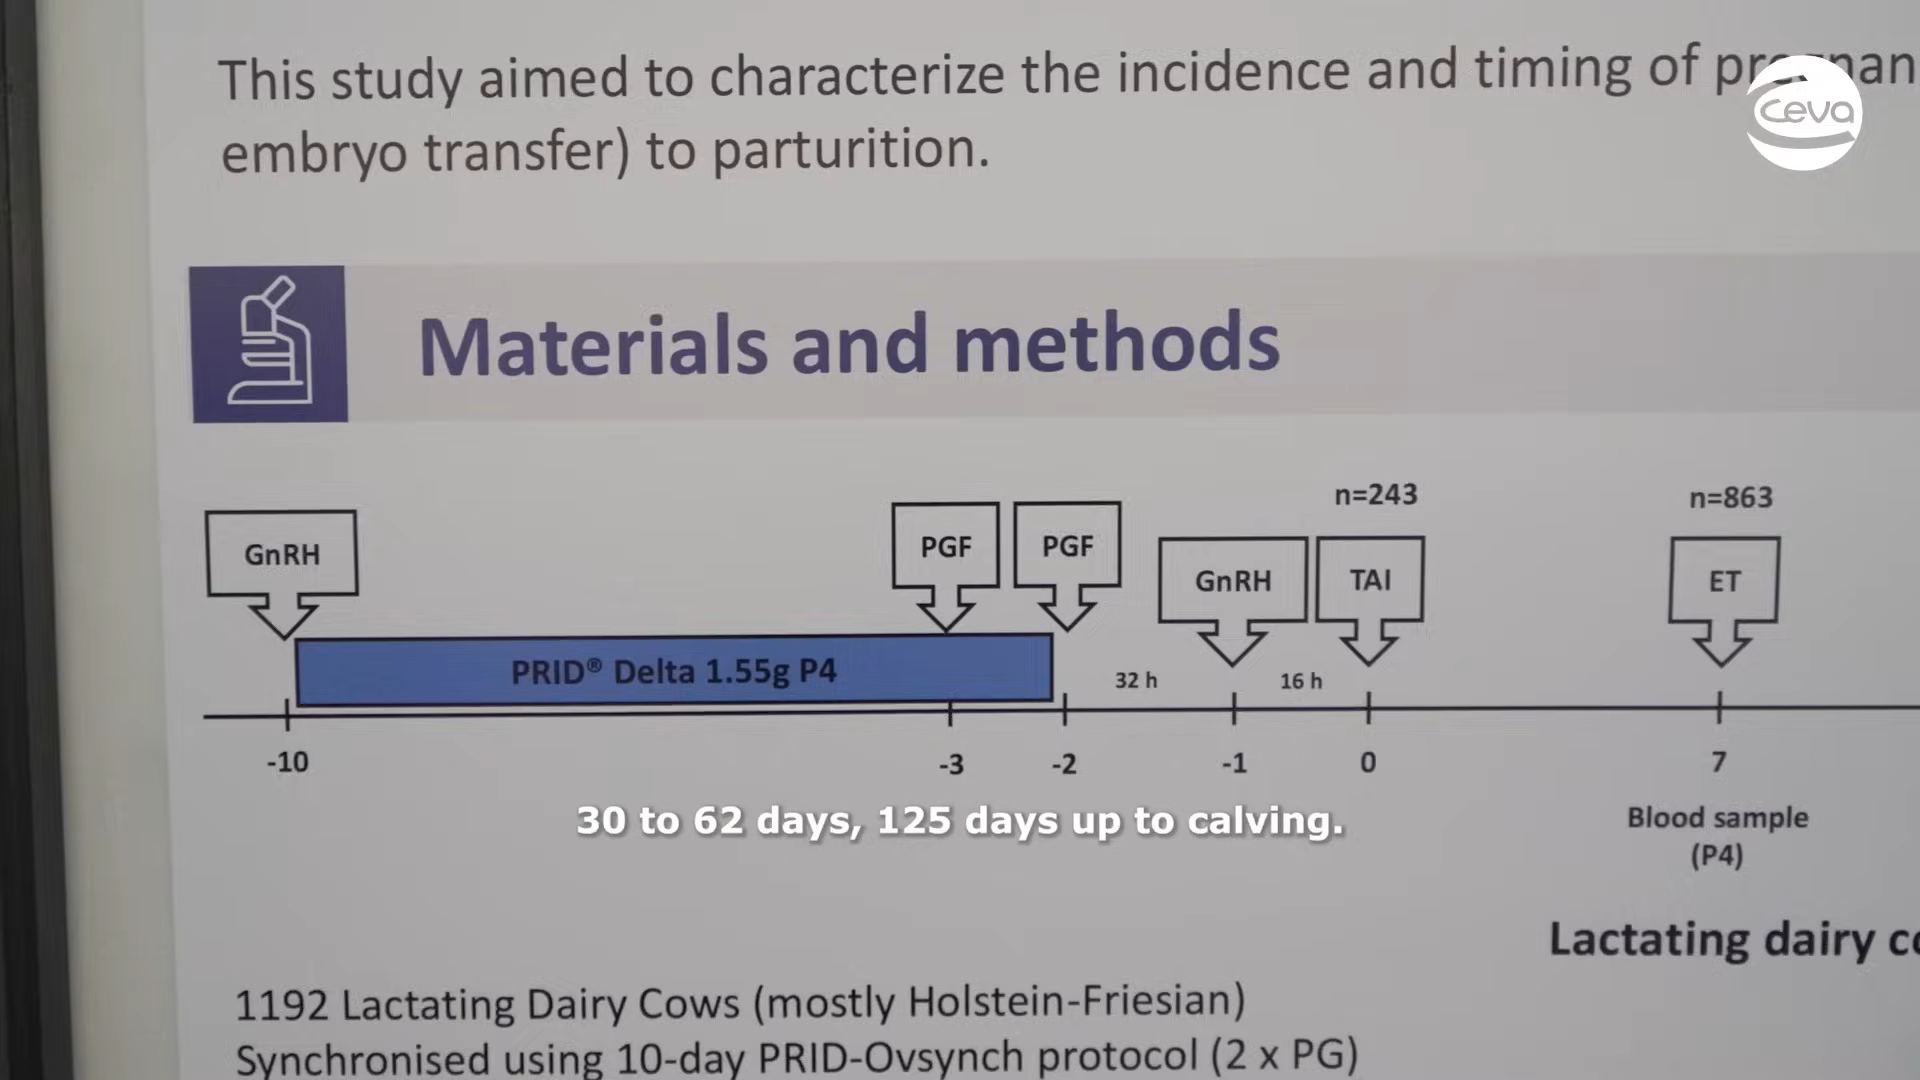 This study aimed to characterize the incidence and timing of
embryo transfer) to parturition.
ceva
Materials and methods
n=243
n=863
GnRH
PGF
PGF
GnRH
TAI
ET
PRID® Delta 1.55g P4
32 h
16 h
-10
-3
-2
-1
0
7
30 to 62 days, 125 days up to calving.
Blood sample
(P4)
Lactating dairy
1192 Lactating Dairy Cows (mostly Holstein-Friesian)
Synchronised using 10-day PRID-Ovsynch protocol (2 x PG)